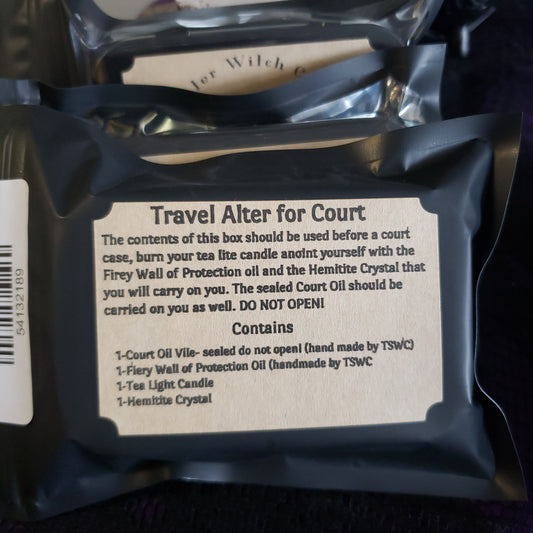 Witch
Travel Alter for Court
The contents of this box should be used before a court
case, burn your tea lite candle anoint yourself with the
Firey Wall of Protection oil and the Hemitite Crystal that
you will carry on you. The sealed Court Oil should be
carried on you as well. DO NOT OPEN!
Contains
1-Court Oil Vile- sealed do not open! (hand made by TSWC)
1-Fiery Wall of Protection Oil (handmade by TSWC
1-Tea Light Candle
1-Hemitite Crystal
54132189